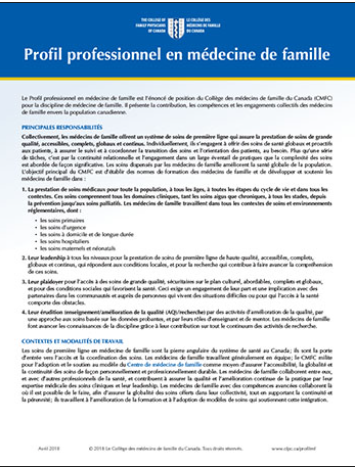 THE COLLEGE OF
FAMILY PHYSICIANS
OF CANADA
LE COLLÈGE DES
MÉDECINS DE FAMILLE
DU CANADA
Profil professionnel en médecine de famille
Le Profil professionnel en médecine de famille est l'énoncé de position du Collège des médecins de famille du Canada (CMFC)
pour la discipline de médecine de famille. Il présente la contribution, les compétences et les engagements collectifs des médecins
de famille envers la population canadienne.
PRINCIPALES RESPONSABILITÉS
Collectivement, les médecins de famille offrent un système de soins de première ligne qui assure la prestation de soins de grande
qualité, accessibles, complets, globaux et continus. Individuellement, ils s'engagent à offrir des soins globaux et proactifs
aux patients, à assurer le suivi et à coordonner la transition des soins et l'orientation des patients, au besoin. Plus qu'une série
de tâches, c'est par la continuité relationnelle et l'engagement dans un large éventail de pratiques que la complexité des soins
est abordée de façon significative. Les soins dispensés par les médecins de famille améliorent la santé globale de la population.
L'objectif principal du CMFC est d'établir des normes de formation des médecins de famille et de développer et soutenir les
médecins de famille dans :
1. La prestation de soins médicaux pour toute la population, à tous les âges, à toutes les étapes du cycle de vie et dans tous les
contextes. Ces soins comprennent tous les domaines cliniques, tant les soins aigus que chroniques, à tous les stades, depuis
la prévention jusqu'aux soins palliatifs. Les médecins de famille travaillent dans tous les contextes de soins et environnements
réglementaires, dont :
• les soins primaires
• les soins d'urgence
• les soins à domicile et de longue durée
• les soins hospitaliers
• les soins maternels et néonatals
2. Leur leadership à tous les niveaux pour la prestation de soins de première ligne de haute qualité, accessibles, complets,
globaux et continus, qui répondent aux conditions locales, et pour la recherche qui contribue à faire avancer la compréhension
de ces soins.
3. Leur plaidoyer pour l'accès à des soins de grande qualité, sécuritaires sur le plan culturel, abordables, complets et globaux,
et pour des conditions sociales qui favorisent la santé. Ceci exige un engagement de leur part et une implication avec des
partenaires dans les communautés et auprès de personnes qui vivent des situations difficiles ou pour qui l'accès à la santé
comporte des obstacles.
4. Leur érudition (enseignement/amélioration de la qualité (AQ)/recherche) par des activités d'amélioration de la qualité, par
une approche aux soins basée sur les données probantes, et par leurs rôles d'enseignant et de mentor. Les médecins de famille
font avancer les connaissances de la discipline grâce à leur contribution sur tout le continuum des activités de recherche.
CONTEXTES ET MODALITÉS DE TRAVAIL
Les soins de première ligne en médecine de famille sont la pierre angulaire du système de santé au Canada; ils sont la porte
d'entrée vers l'accès et la coordination des soins. Les médecins de famille travaillent généralement en équipe; le CMFC milite
pour l'adoption et le soutien au modèle de Centre de médecine de famille comme moyen d'assurer l'accessibilité, la globalité et
la continuité des soins de façon personnellement et professionnellement durable. Les médecins de famille collaborent entre eux,
et avec d'autres professionnels de la santé, et contribuent à assurer la qualité et l'amélioration continue de la pratique par leur
expertise médicale des soins cliniques et leur leadership. Les médecins de famille avec des compétences avancées collaborent là
où il est possible de le faire, afin d'assurer la globalité des soins offerts dans leur collectivité, tout en supportant la continuité et
la pérennité; ils travaillent à l'amélioration de la formation et à l'adoption de modèles de soins qui soutiennent cette intégration.
Avril 2018
© 2018 Le Collège des médecins de famille du Canada. Tous droits réservés.
www.cfpc.ca/profilmf